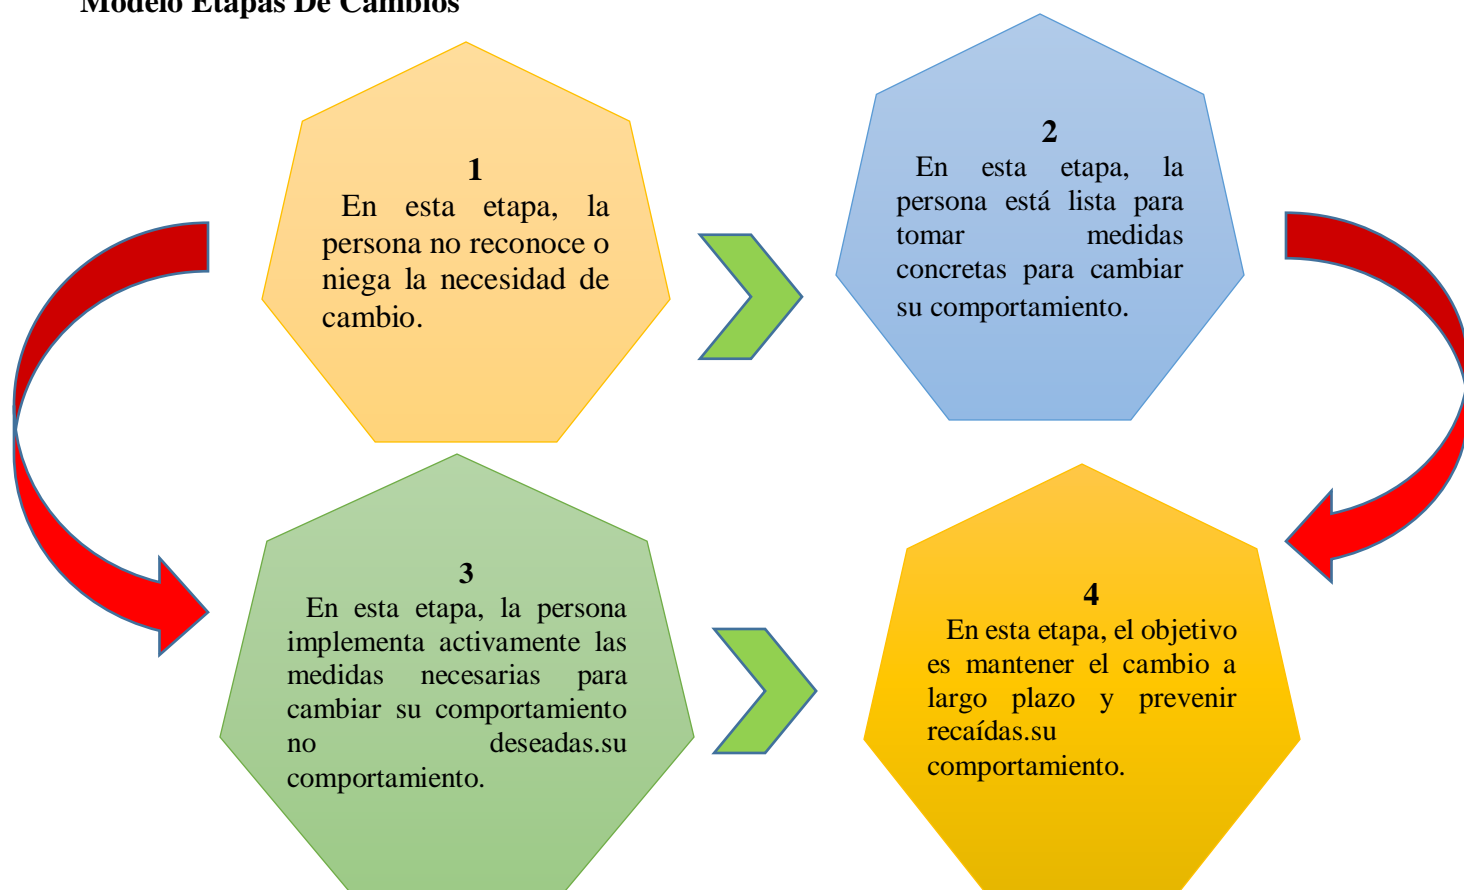 Modelo Etapas De Cambios
1
En esta etapa, la
persona no reconoce o
niega la necesidad de
cambio.
2
En esta etapa, la
persona está lista para
tomar medidas
concretas para cambiar
su comportamiento.
3
En esta etapa, la persona
implementa activamente las
medidas necesarias para
cambiar su comportamiento
no deseadas.su
comportamiento.
4
En esta etapa, el objetivo
es mantener el cambio a
largo plazo y prevenir
recaídas.su
comportamiento.